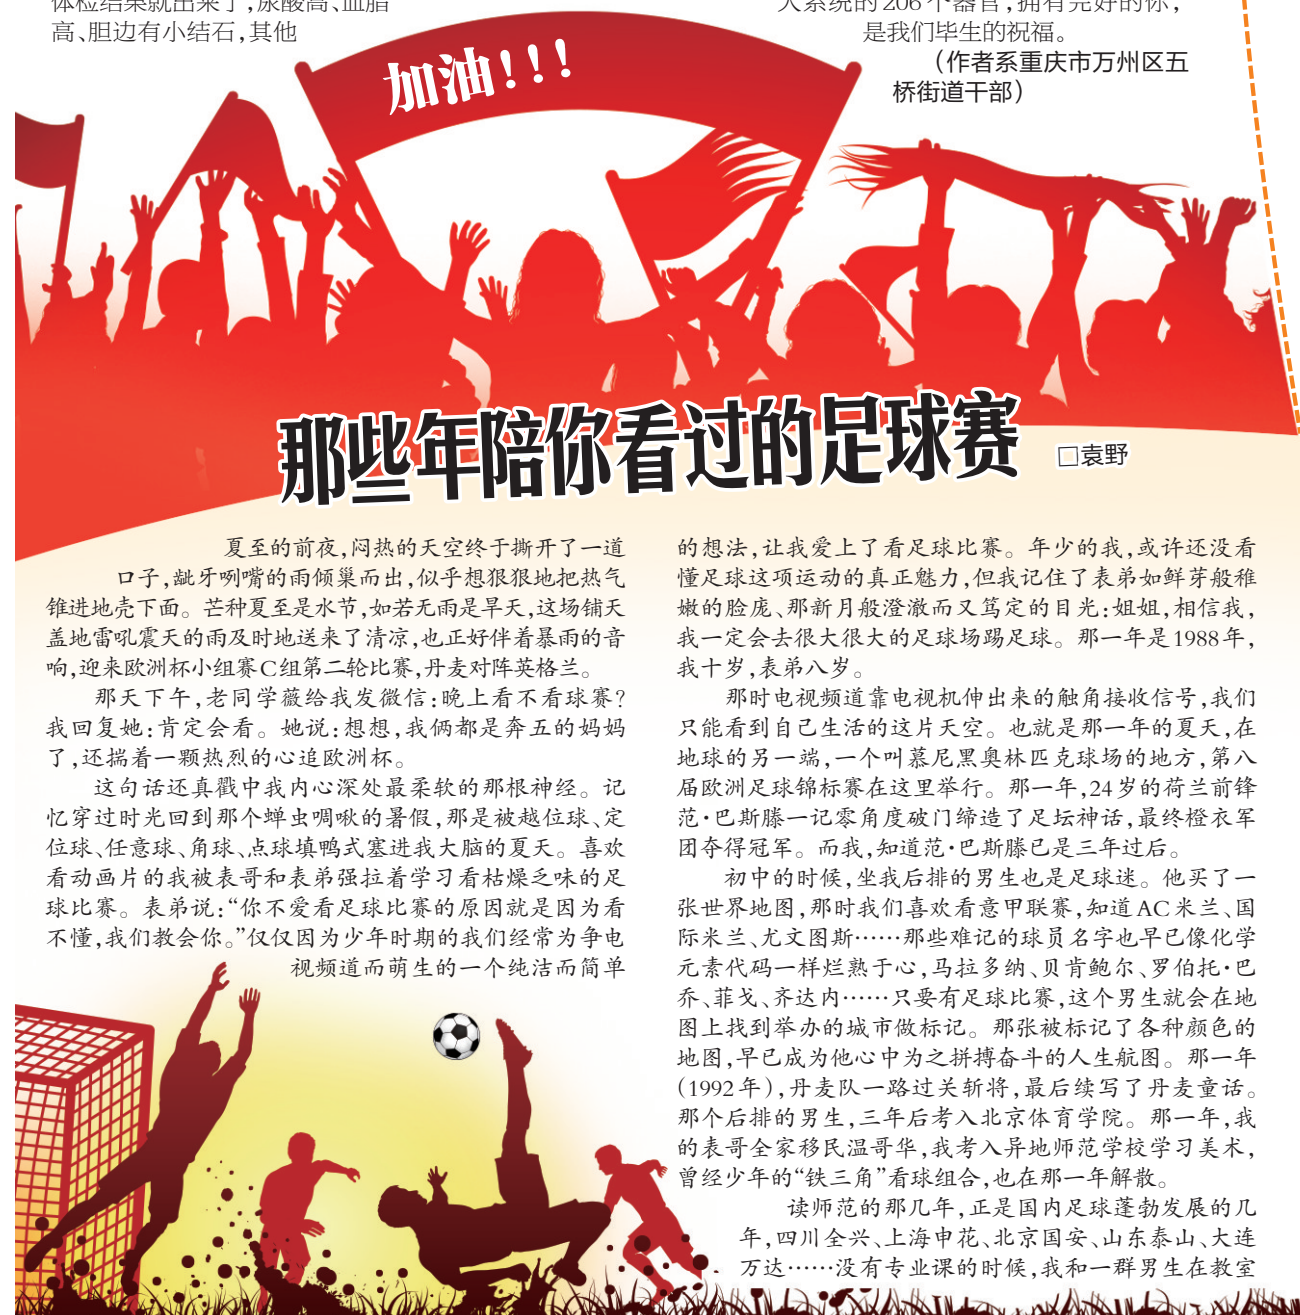 体检结果就出来了，尿酸高、血脂
高、胆边有小结石，其他
人系统的206个器官，拥有完好的你，
是我们毕生的祝福。
（作者系重庆市万州区五
桥街道干部）
加油！！！
那些年陪你看过的足球赛
□袁野
夏至的前夜，闷热的天空终于撕开了一道
口子，龇牙咧嘴的雨倾巢而出，似乎想狠狠地把热气
锥进地壳下面。芒种夏至是水节，如若无雨是旱天，这场铺天
盖地雷吼震天的雨及时地送来了清凉，也正好伴着暴雨的音
响，迎来欧洲杯小组赛C组第二轮比赛，丹麦对阵英格兰。
那天下午，老同学薇给我发微信：晚上看不看球赛？
我回复她：肯定会看。她说：想想，我俩都是奔五的妈妈
了，还揣着一颗热烈的心追欧洲杯。
这句话还真戳中我内心深处最柔软的那根神经。记
忆穿过时光回到那个蝉虫啁啾的暑假，那是被越位球、定
位球、任意球、角球、点球填鸭式塞进我大脑的夏天。喜欢
看动画片的我被表哥和表弟强拉着学习看枯燥乏味的足
球比赛。表弟说：“你不爱看足球比赛的原因就是因为看
不懂，我们教会你。”仅仅因为少年时期的我们经常为争电
视频道而萌生的一个纯洁而简单
的想法，让我爱上了看足球比赛。年少的我，或许还没看
懂足球这项运动的真正魅力，但我记住了表弟如鲜芽般稚
嫩的脸庞、那新月般澄澈而又笃定的目光：姐姐，相信我，
我一定会去很大很大的足球场踢足球。那一年是1988年，
我十岁，表弟八岁。
那时电视频道靠电视机伸出来的触角接收信号，我们
只能看到自己生活的这片天空。也就是那一年的夏天，在
地球的另一端，一个叫慕尼黑奥林匹克球场的地方，第八
届欧洲足球锦标赛在这里举行。那一年，24岁的荷兰前锋
范·巴斯滕一记零角度破门缔造了足坛神话，最终橙衣军
团夺得冠军。而我，知道范·巴斯滕已是三年过后。
初中的时候，坐我后排的男生也是足球迷。他买了一
张世界地图，那时我们喜欢看意甲联赛，知道AC米兰、国
际米兰、尤文图斯……那些难记的球员名字也早已像化学
元素代码一样烂熟于心，马拉多纳、贝肯鲍尔、罗伯托·巴
乔、菲戈、齐达内……只要有足球比赛，这个男生就会在地
图上找到举办的城市做标记。那张被标记了各种颜色的
地图，早已成为他心中为之拼搏奋斗的人生航图。那一年
（1992年），丹麦队一路过关斩将，最后续写了丹麦童话。
那个后排的男生，三年后考入北京体育学院。那一年，我
的表哥全家移民温哥华，我考入异地师范学校学习美术，
曾经少年的“铁三角”看球组合，也在那一年解散。
读师范的那几年，正是国内足球蓬勃发展的几
年，四川全兴、上海申花、北京国安、山东泰山、大连
万达……没有专业课的时候，我和一群男生在教室